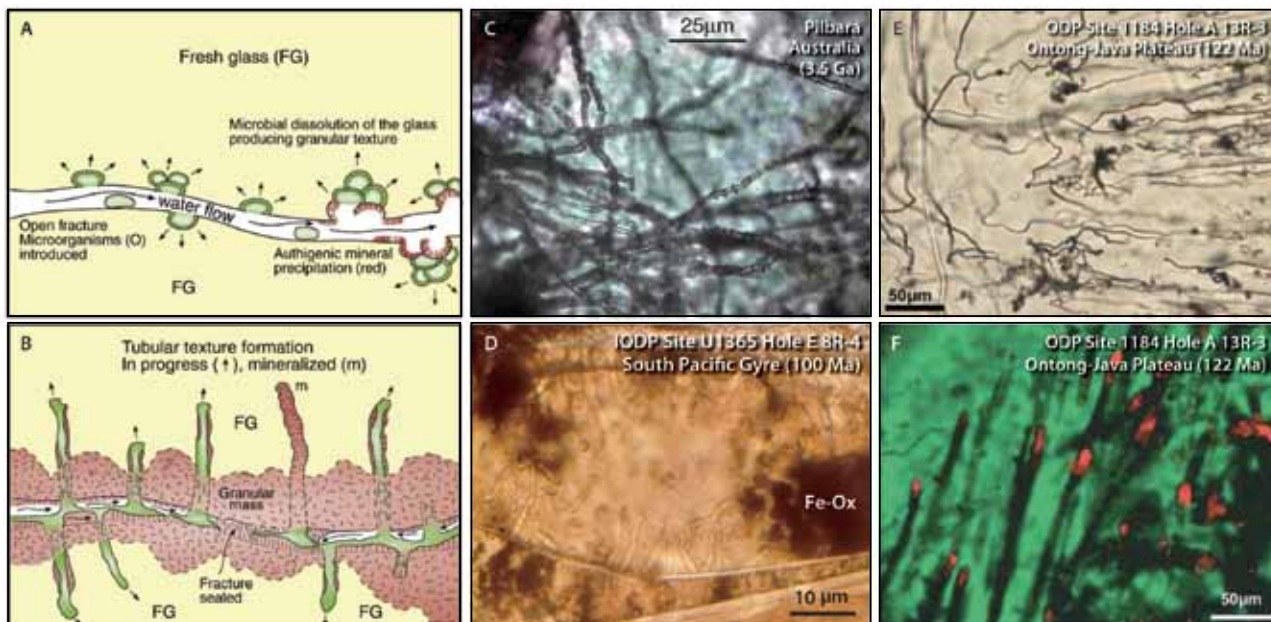 A
Fresh glass (FG)
Microbial dissolution of the glass
producing granular texture
water flow
Open fracture
Microorganisms (O)
introduced
Authigenic mineral
precipitation (red)
FG
B
Tubular texture formation
In progress (↑), mineralized (m)
m
FG
Granular
mass
Fracture
sealed
FG
FG
C
25µm
Pilbara
Australia
(3.5 Ga)
D
IODP Site U1365 Hole E 8R-4
South Pacific Gyre (100 Ma)
Fe-Ox
10 µm
E
ODP Site 1184 Hole A 13R-3
Ontong-Java Plateau (122 Ma)
50µm
F
ODP Site 1184 Hole A 13R-3
Ontong-Java Plateau (122 Ma)
50µm